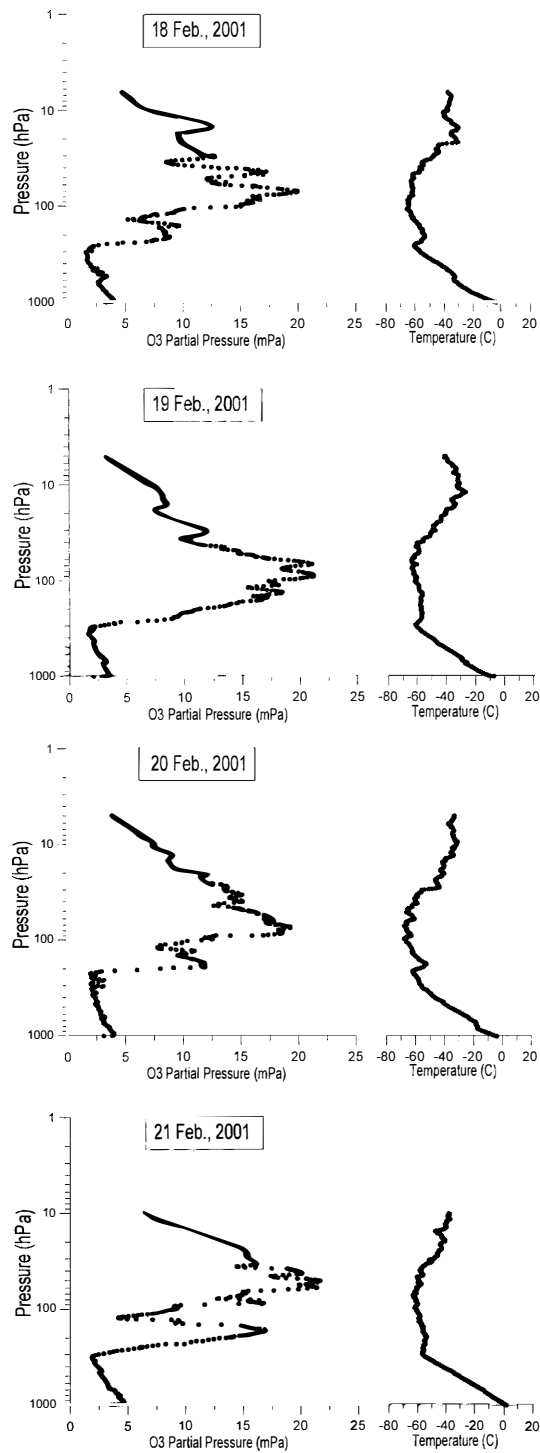 18 Feb., 2001
1
10
100
1000
Pressure (hPa)
0 5 10 15 20 25
O3 Partial Pressure (mPa)
-80 -60 -40 -20 0 20
Temperature (C)
19 Feb., 2001
1
10
100
1000
Pressure (hPa)
0 5 10 15 20 25
O3 Partial Pressure (mPa)
-80 -60 -40 -20 0 20
Temperature (C)
20 Feb., 2001
1
10
100
1000
Pressure (hPa)
0 5 10 15 20 25
O3 Partial Pressure (mPa)
-80 -60 -40 -20 0 20
Temperature (C)
21 Feb., 2001
1
10
100
1000
Pressure (hPa)
0 5 10 15 20 25
O3 Partial Pressure (mPa)
-80 -60 -40 -20 0 20
Temperature (C)